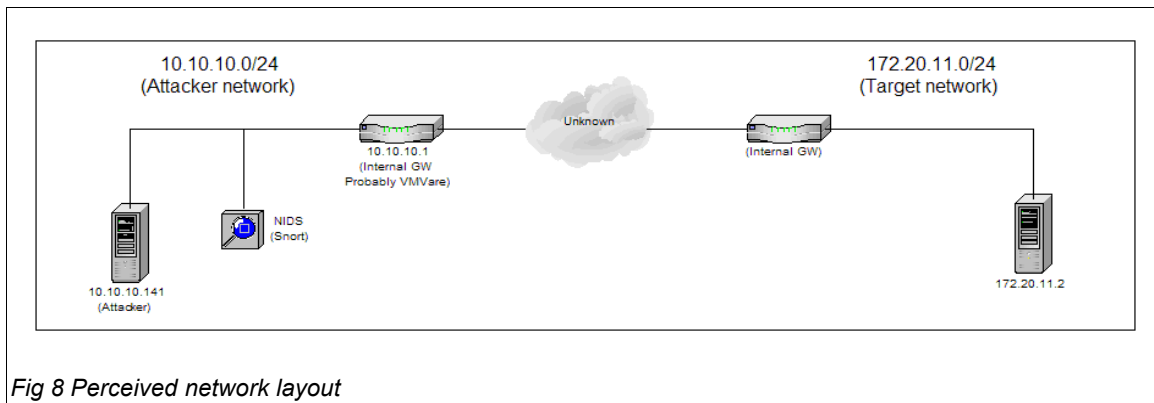 10.10.10.0/24
(Attacker network)
172.20.11.0/24
(Target network)
Unknown
10.10.10.1
(Internal GW
Probably VMVare)
(Internal GW)
NIDS
(Snort)
10.10.10.141
(Attacker)
172.20.11.2
Fig 8 Perceived network layout